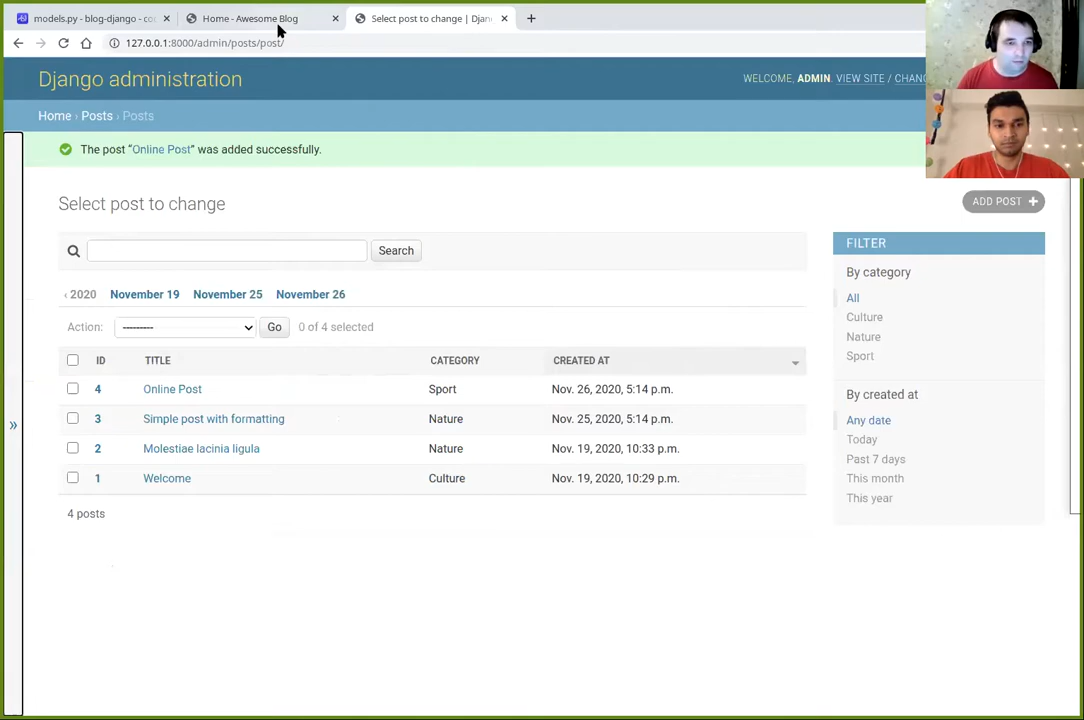 models.py - blog-django - co
Home - Awesome Blog
Select post to change | Djan
127.0.0.1:8000/admin/posts/post/
Django administration
WELCOME, ADMIN. VIEW SITE / CHANG
Home › Posts › Posts
The post “Online Post” was added successfully.
Select post to change
ADD POST +
Search
FILTER
By category
All
Culture
Nature
Sport
By created at
Any date
Today
Past 7 days
This month
This year
‹ 2020 November 19 November 25 November 26
Action: --------- Go 0 of 4 selected
ID TITLE CATEGORY CREATED AT
4 Online Post Sport Nov. 26, 2020, 5:14 p.m.
3 Simple post with formatting Nature Nov. 25, 2020, 5:14 p.m.
2 Molestiae lacinia ligula Nature Nov. 19, 2020, 10:33 p.m.
1 Welcome Culture Nov. 19, 2020, 10:29 p.m.
4 posts
»